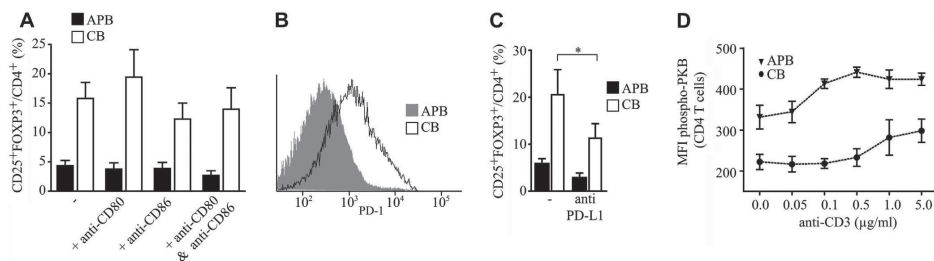 A
APB
CB
CD25+FOXP3+/CD4+ (%)
25
20
15
10
5
0
-
+ anti-CD80
+ anti-CD86
+ anti-CD80
& anti-CD86
B
APB
CB
10²
10³
10⁴
10⁵
PD-1
C
APB
CB
CD25+FOXP3+/CD4+ (%)
30
20
10
0
*
APB
CB
- anti
PD-L1
D
APB
CB
MFI phospho-PKB
(CD4 T cells)
500
400
300
200
0.0 0.05 0.1 0.5 1.0 5.0
anti-CD3 (µg/ml)